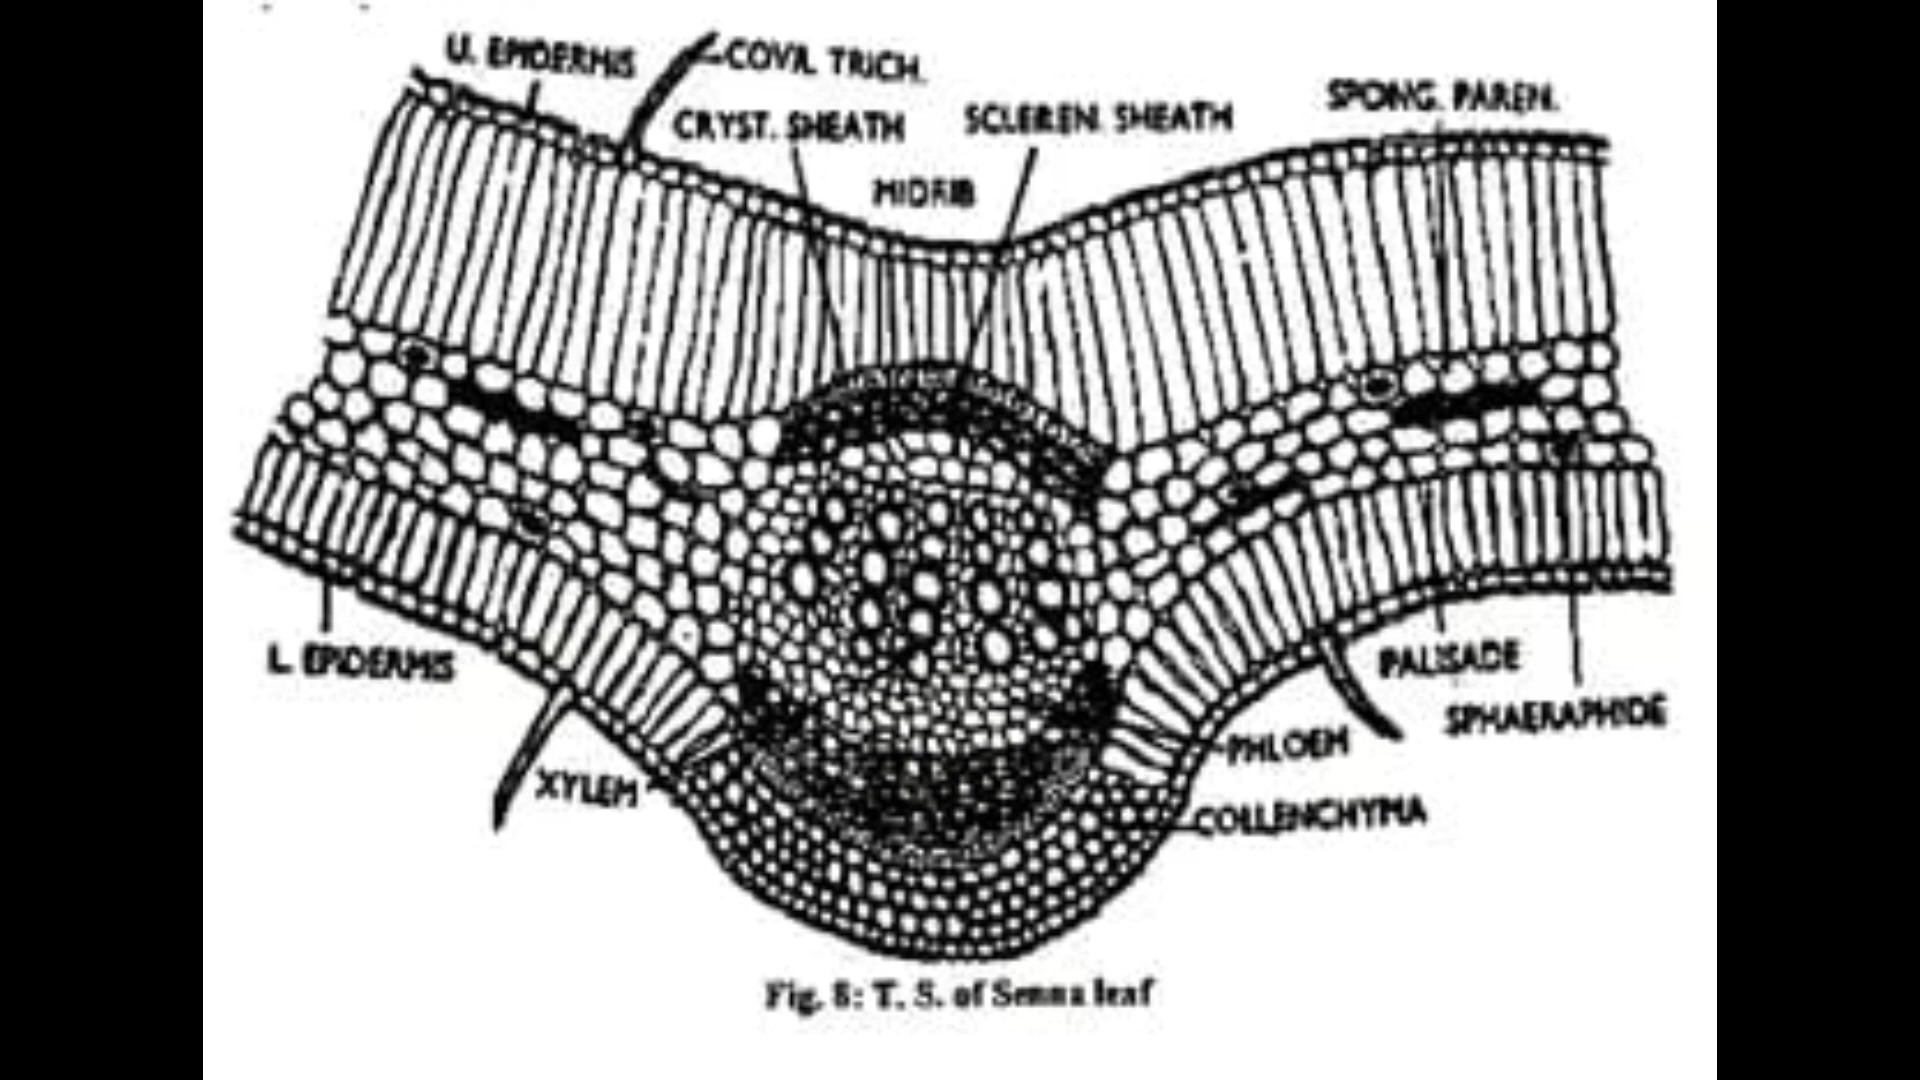 U. EPIDERMIS
COVR. TRICH.
CRYST. SHEATH
SCLEREN. SHEATH
SPONG. PAREN.
MIDRIB
L. EPIDERMIS
PALISADE
SPHAERAPHIDE
XYLEM
PHLOEM
COLLENCHYMA
Fig. 8: T. S. of Senna leaf